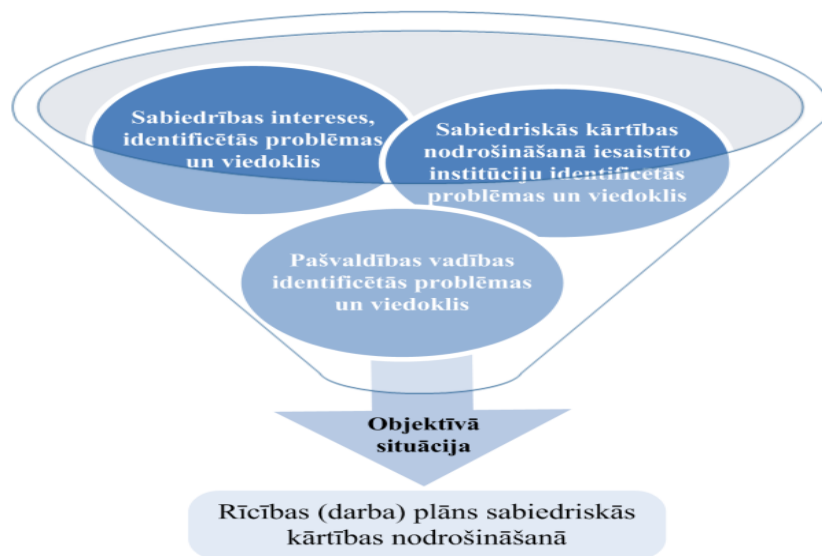 Sabiedrības intereses,
identificētās problēmas
un viedoklis
Sabiedriskās kārtības
nodrošināšanā iesaistīto
institūciju identificētās
problēmas un viedoklis
Pašvaldības vadības
identificētās problēmas
un viedoklis
Objektīvā
situācija
Rīcības (darba) plāns sabiedriskās
kārtības nodrošināšanā